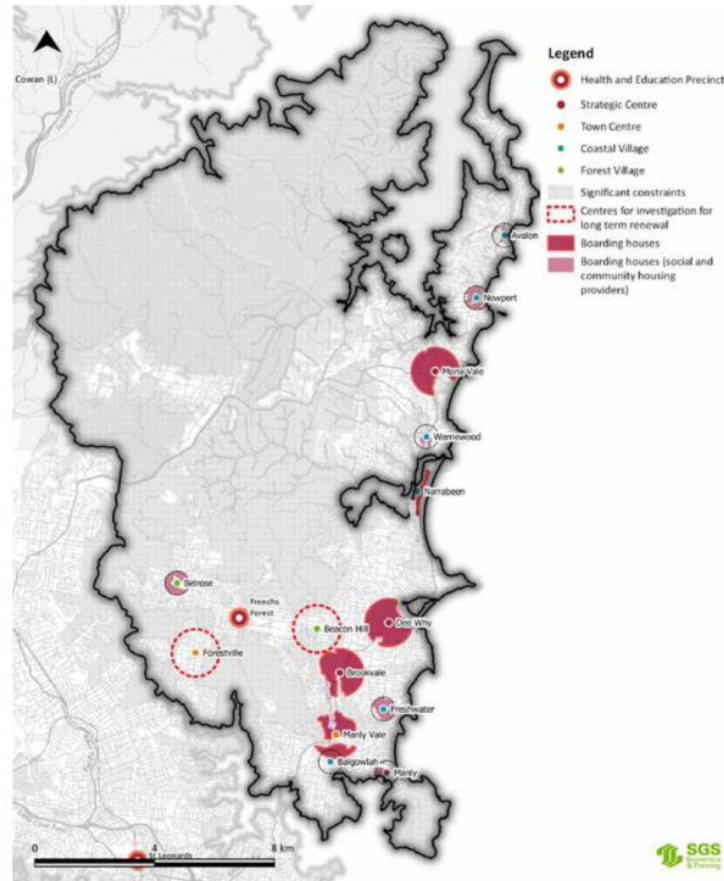 Cowan (L)
Legend
Health and Education Precinct
Strategic Centre
Town Centre
Coastal Village
Forest Village
Significant constraints
Centres for investigation for
long term renewal
Boarding houses
Boarding houses (social and
community housing
providers)
Avalon
Newport
Mona Vale
Warriewood
Narrabeen
Belrose
Frenchs
Forest
Beacon Hill
Dee Why
Forestville
Brookvale
Freshwater
Manly Vale
Balgowlah
Manly
St Leonards
0 4 8 km
SGS
Economics
& Planning